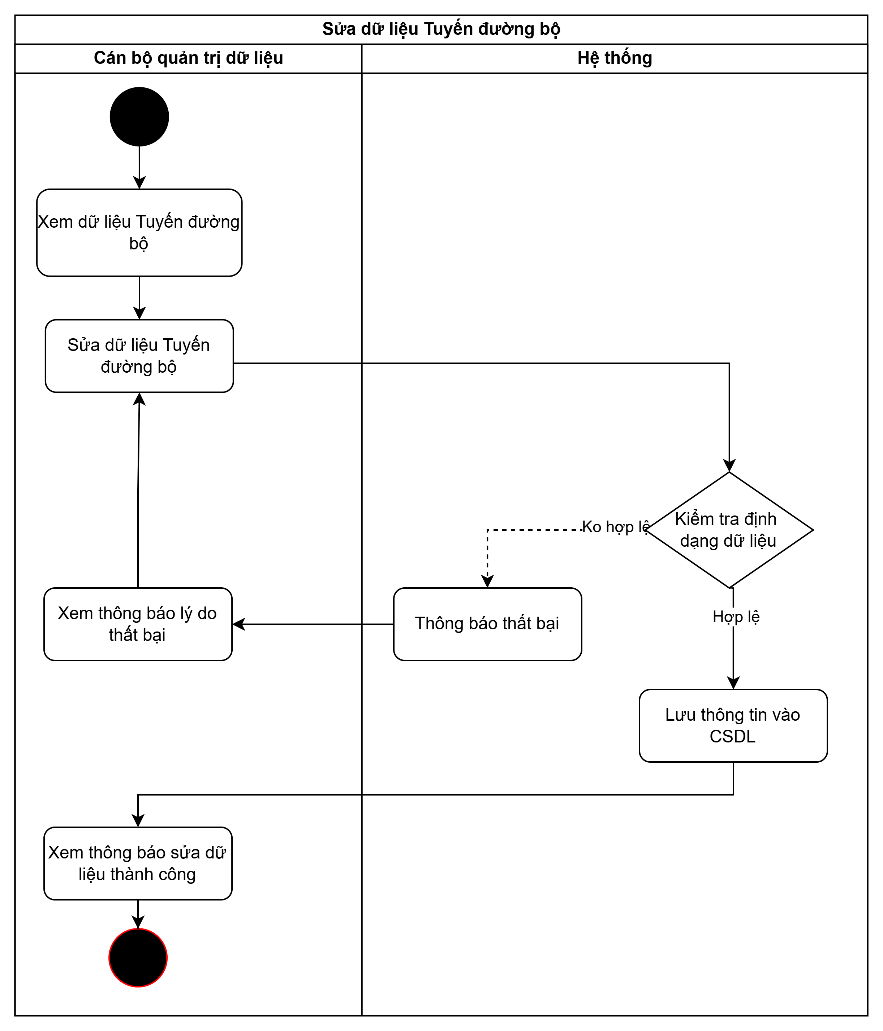 Sửa dữ liệu Tuyến đường bộ
Cán bộ quản trị dữ liệu
Hệ thống
Xem dữ liệu Tuyến đường
bộ
Sửa dữ liệu Tuyến
đường bộ
Kiểm tra định
dạng dữ liệu
Ko hợp lệ
Hợp lệ
Thông báo thất bại
Xem thông báo lý do
thất bại
Lưu thông tin vào
CSDL
Xem thông báo sửa dữ
liệu thành công